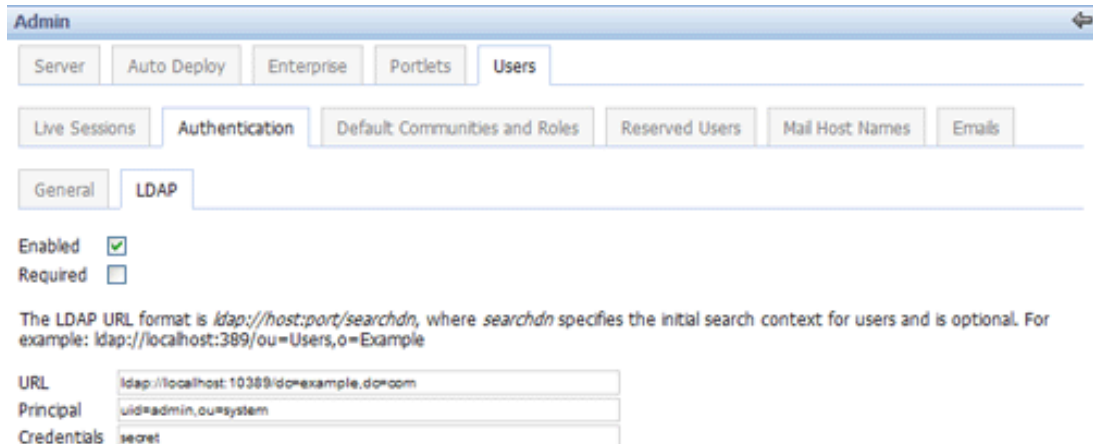 Admin
Server Auto Deploy Enterprise Portlets Users
Live Sessions Authentication Default Communities and Roles Reserved Users Mail Host Names Emails
General LDAP
Enabled
Required
The LDAP URL format is ldap://host:port/searchdn, where searchdn specifies the initial search context for users and is optional. For
example: ldap://localhost:389/ou=Users,o=Example
URL ldap://localhost:10389/dc=example,dc=com
Principal uid=admin,ou=system
Credentials secret